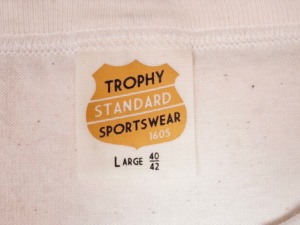 TROPHY
STANDARD
SPORTSWEAR
1605
LARGE 40/42